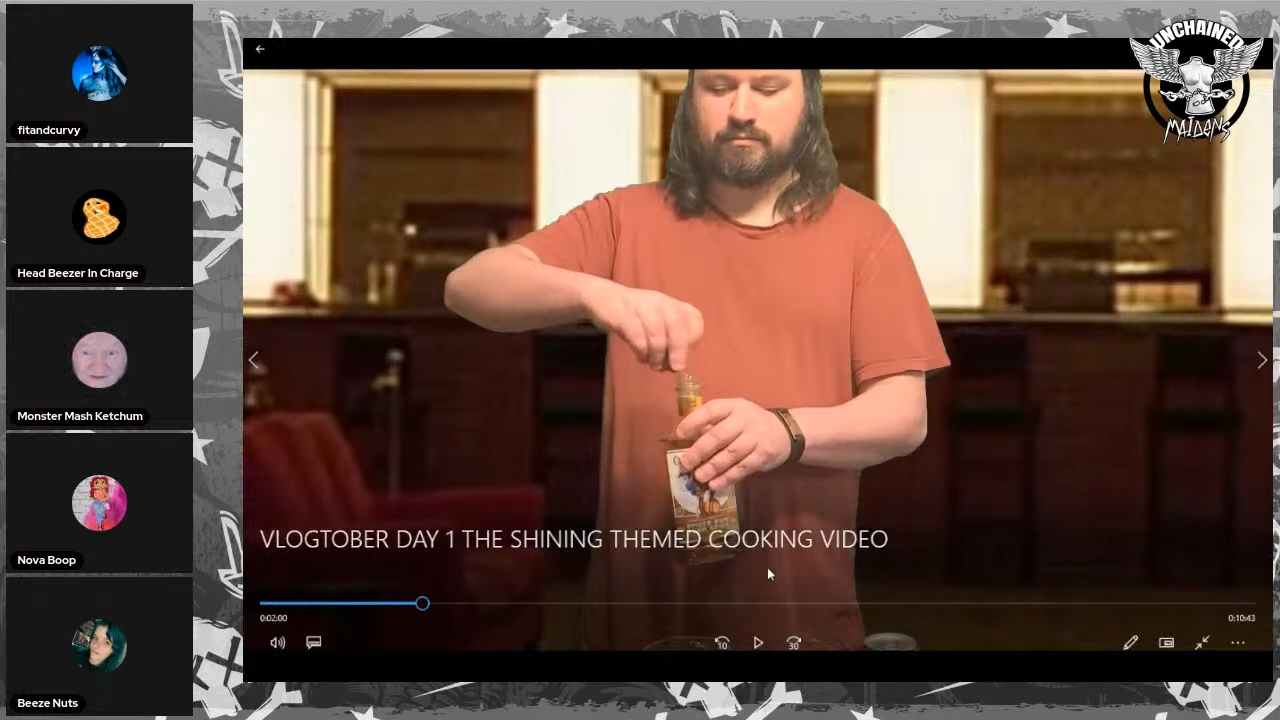 fitandcurvy
Head Beezer In Charge
Monster Mash Ketchum
Nova Boop
Beeze Nuts
UNCHAINED
MAIDENS
VLOGTOBER DAY 1 THE SHINING THEMED COOKING VIDEO
0:02:00
0:10:43
10
30